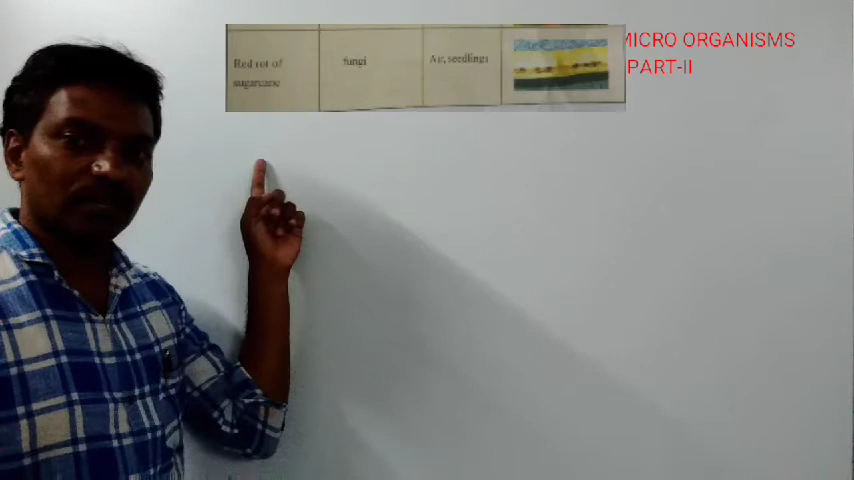 Red rot of
sugarcane
fungi
Air, seedlings
MICRO ORGANISMS
PART-II